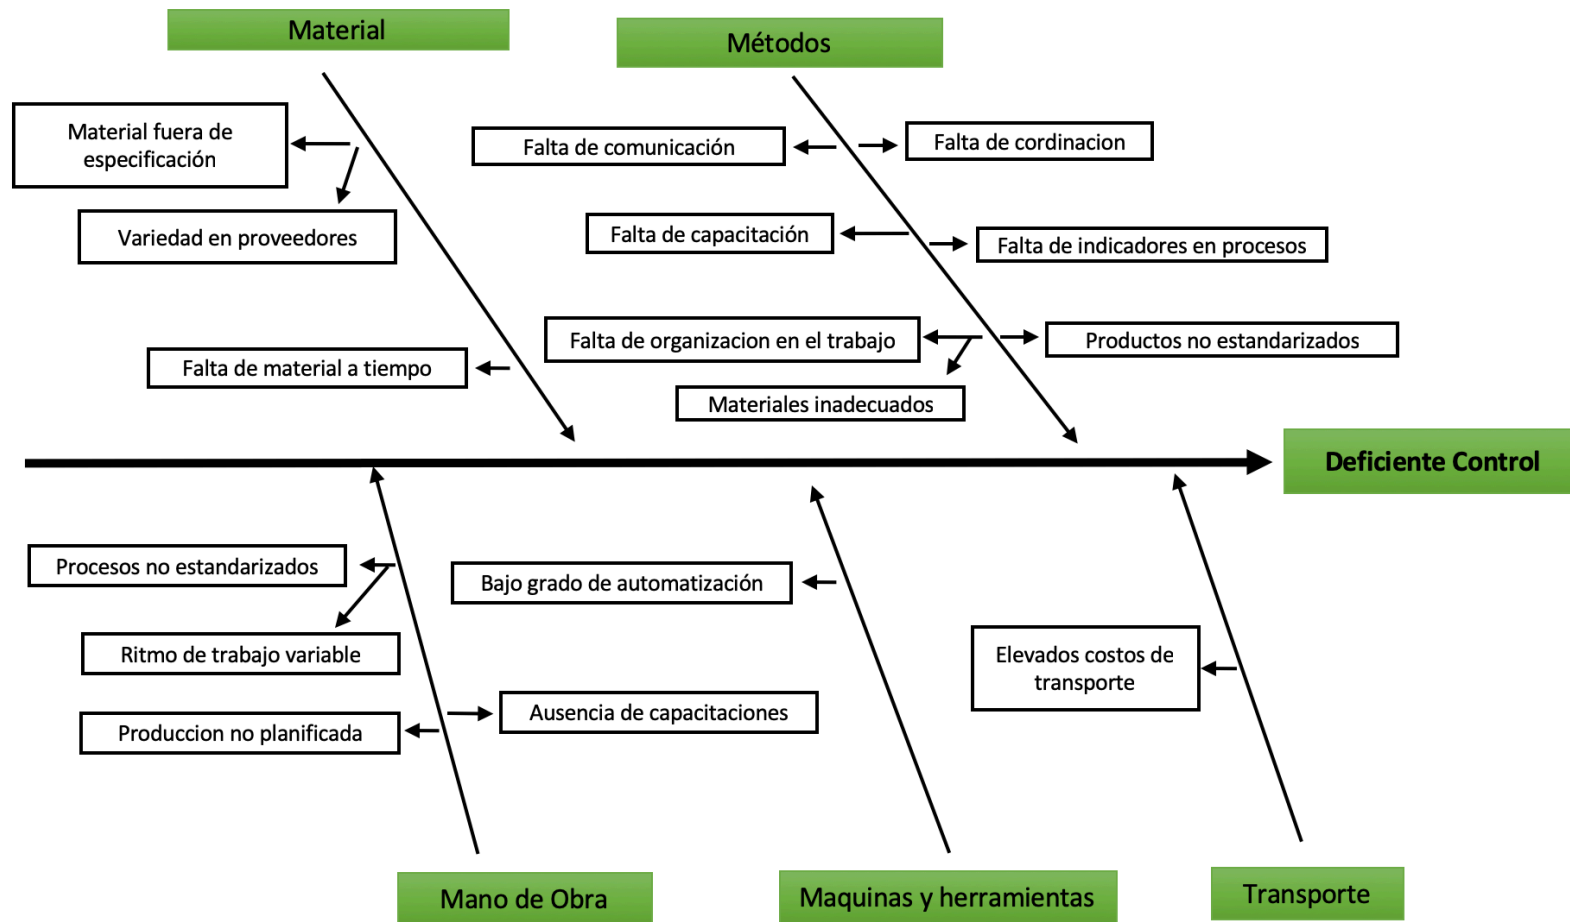 Material
Métodos
Material fuera de
especificación
Falta de comunicación
Falta de cordinacion
Variedad en proveedores
Falta de capacitación
Falta de indicadores en procesos
Falta de organizacion en el trabajo
Productos no estandarizados
Falta de material a tiempo
Materiales inadecuados
Deficiente Control
Procesos no estandarizados
Bajo grado de automatización
Ritmo de trabajo variable
Elevados costos de
transporte
Produccion no planificada
Ausencia de capacitaciones
Mano de Obra
Maquinas y herramientas
Transporte